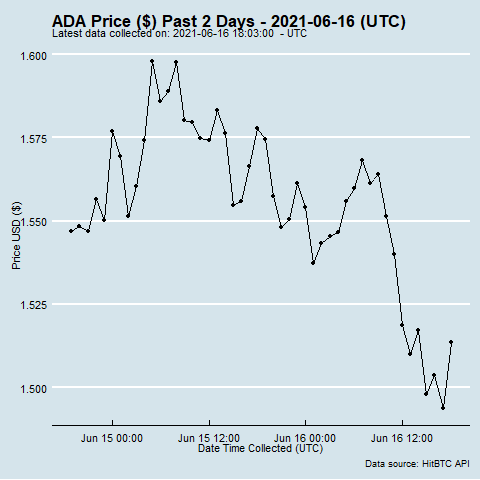 ADA Price ($) Past 2 Days - 2021-06-16 (UTC)
Latest data collected on: 2021-06-16 18:03:00 - UTC
1.600
1.575
1.550
1.525
1.500
Price USD ($)
Jun 15 00:00 Jun 15 12:00 Jun 16 00:00 Jun 16 12:00
Date Time Collected (UTC)
Data source: HitBTC API